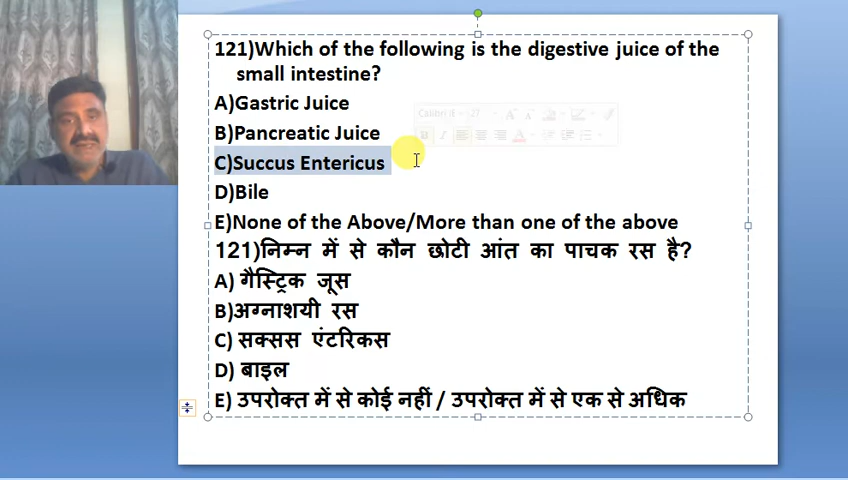 121)Which of the following is the digestive juice of the
small intestine?
A)Gastric Juice
B)Pancreatic Juice
C)Succus Entericus
D)Bile
E)None of the Above/More than one of the above
121)निम्न में से कौन छोटी आंत का पाचक रस है?
A) गैस्ट्रिक जूस
B)अग्नाशयी रस
C) सक्सस एंटरिकस
D) बाइल
E) उपरोक्त में से कोई नहीं / उपरोक्त में से एक से अधिक